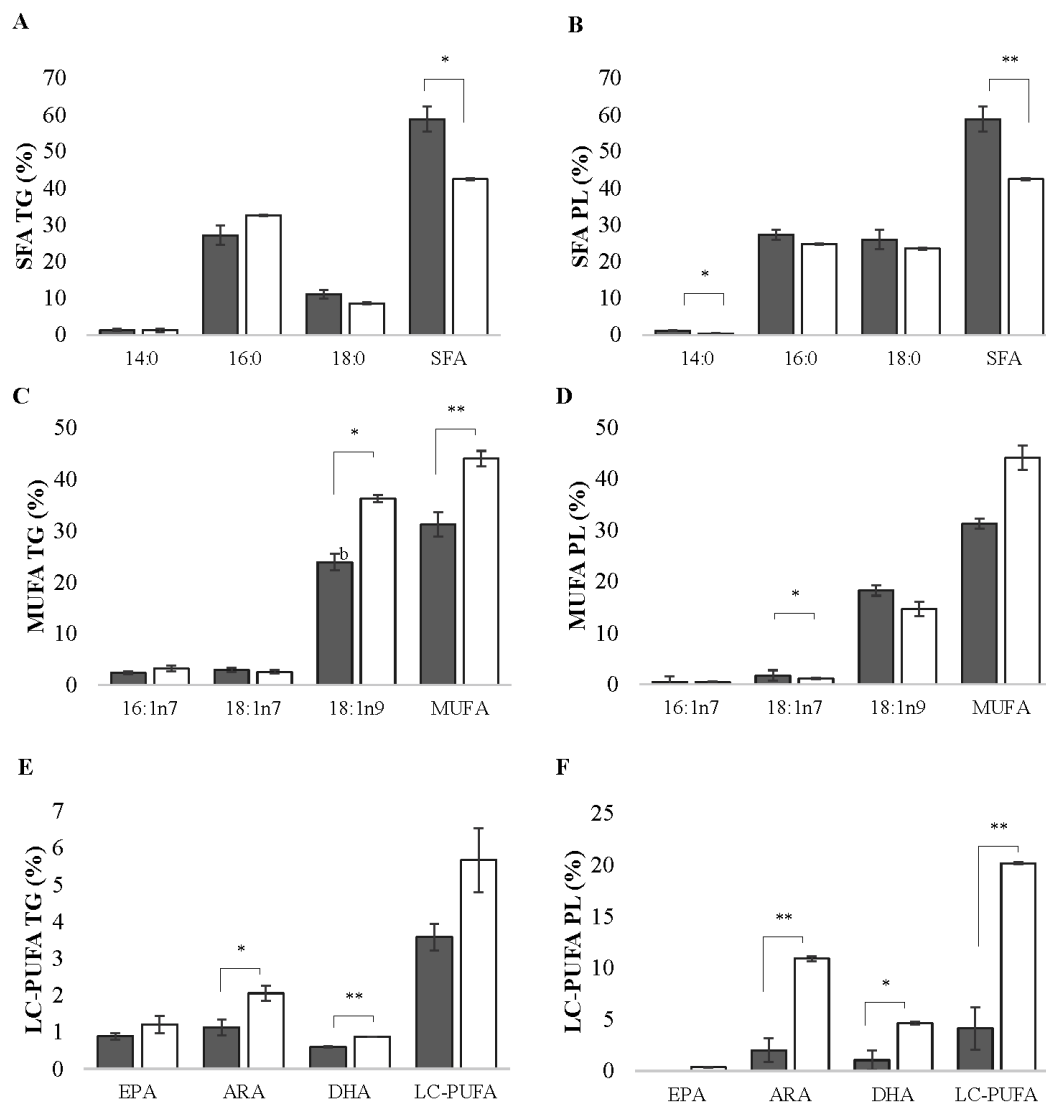 A
SFA TG (%)
70
60
50
40
30
20
10
0
*
14:0 16:0 18:0 SFA
B
SFA PL (%)
70
60
50
40
30
20
10
0
*
**
14:0 16:0 18:0 SFA
C
MUFA TG (%)
50
40
30
20
10
0
b
*
**
16:1n7 18:1n7 18:1n9 MUFA
D
MUFA PL (%)
50
40
30
20
10
0
*
16:1n7 18:1n7 18:1n9 MUFA
E
LC-PUFA TG (%)
7
6
5
4
3
2
1
0
*
**
EPA ARA DHA LC-PUFA
F
LC-PUFA PL (%)
25
20
15
10
5
0
**
*
**
EPA ARA DHA LC-PUFA